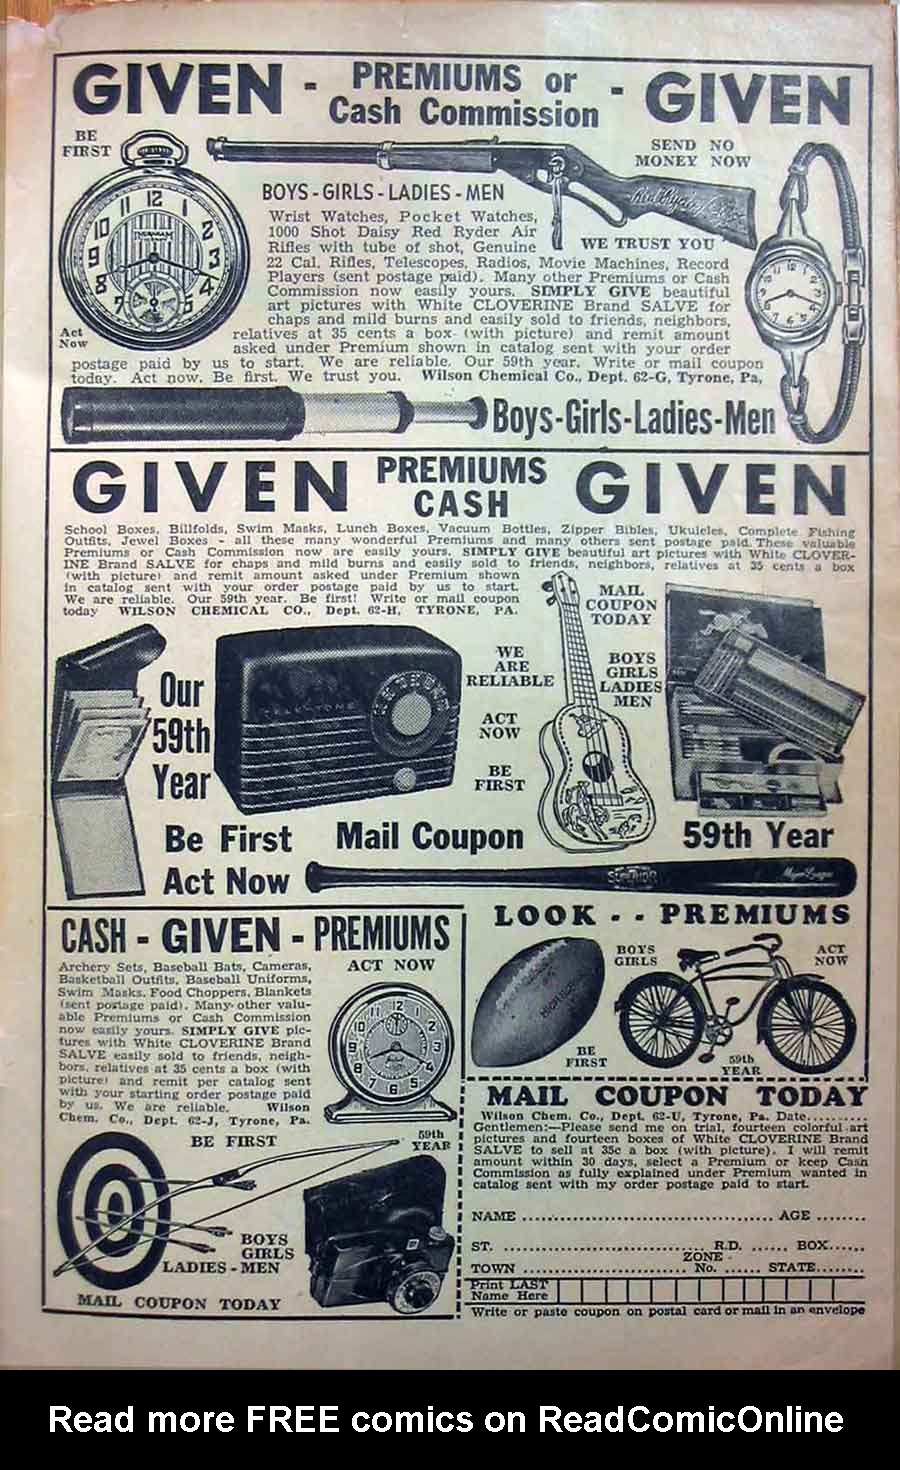 GIVEN - PREMIUMS or Cash Commission - GIVEN
BE FIRST
SEND NO MONEY NOW
BOYS - GIRLS - LADIES - MEN
Wrist Watches, Pocket Watches,
1000 Shot Daisy Red Ryder Air
Rifles with tube of shot, Genuine
WE TRUST YOU
22 Cal. Rifles, Telescopes, Radios, Movie Machines, Record
Players (sent postage paid). Many other Premiums or Cash
Commission now easily yours. SIMPLY GIVE beautiful
art pictures with White CLOVERINE Brand SALVE for
chaps and mild burns and easily sold to friends, neighbors,
relatives at 35 cents a box (with picture) and remit amount
asked under Premium shown in catalog sent with your order
postage paid by us to start. We are reliable. Our 59th year. Write or mail coupon
today. Act now. Be first. We trust you. Wilson Chemical Co., Dept. 62-G, Tyrone, Pa,
Act Now
Boys-Girls-Ladies-Men
GIVEN PREMIUMS CASH GIVEN
School Boxes, Billfolds, Swim Masks, Lunch Boxes, Vacuum Bottles, Zipper Bibles, Ukuleles, Complete Fishing
Outfits, Jewel Boxes - all these many wonderful Premiums and many others sent postage paid. These valuable
Premiums or Cash Commission now are easily yours. SIMPLY GIVE beautiful art pictures with White CLOVER-
INE Brand SALVE for chaps and mild burns and easily sold to friends, neighbors, relatives at 35 cents a box
(with picture) and remit amount asked under Premium shown
in catalog sent with your order postage paid by us to start.
We are reliable. Our 59th year. Be first! Write or mail coupon
today WILSON CHEMICAL CO., Dept. 62-H, TYRONE, PA.
MAIL
COUPON
TODAY
WE
ARE
RELIABLE
BOYS
GIRLS
LADIES
MEN
ACT
NOW
BE
FIRST
Our
59th
Year
Be First
Act Now
Mail Coupon
59th Year
SUPERIOR
Major League
CASH - GIVEN - PREMIUMS
Archery Sets, Baseball Bats, Cameras,
Basketball Outfits, Baseball Uniforms,
Swim Masks, Food Choppers, Blankets
(sent postage paid). Many other valu-
able Premiums or Cash Commission
now easily yours. SIMPLY GIVE pic-
tures with White CLOVERINE Brand
SALVE easily sold to friends, neigh-
bors, relatives at 35 cents a box (with
picture) and remit per catalog sent
with your starting order postage paid
by us. We are reliable. Wilson
Chem. Co., Dept. 62-J, Tyrone, Pa.
ACT NOW
BE FIRST
59th
YEAR
BOYS
GIRLS
LADIES - MEN
MAIL COUPON TODAY
LOOK - - PREMIUMS
BOYS
GIRLS
ACT
NOW
BE
FIRST
59th
YEAR
MAIL COUPON TODAY
Wilson Chem. Co., Dept. 62-U, Tyrone, Pa. Date..........
Gentlemen:—Please send me on trial, fourteen colorful art
pictures and fourteen boxes of White CLOVERINE Brand
SALVE to sell at 35c a box (with picture). I will remit
amount within 30 days, select a Premium or keep Cash
Commission as fully explained under Premium wanted in
catalog sent with my order postage paid to start.
NAME .................................... AGE ........
ST. ............................. R.D. ...... BOX......
TOWN ........................ ZONE No. ...... STATE........
Print LAST
Name Here
Write or paste coupon on postal card or mail in an envelope
Read more FREE comics on ReadComicOnline